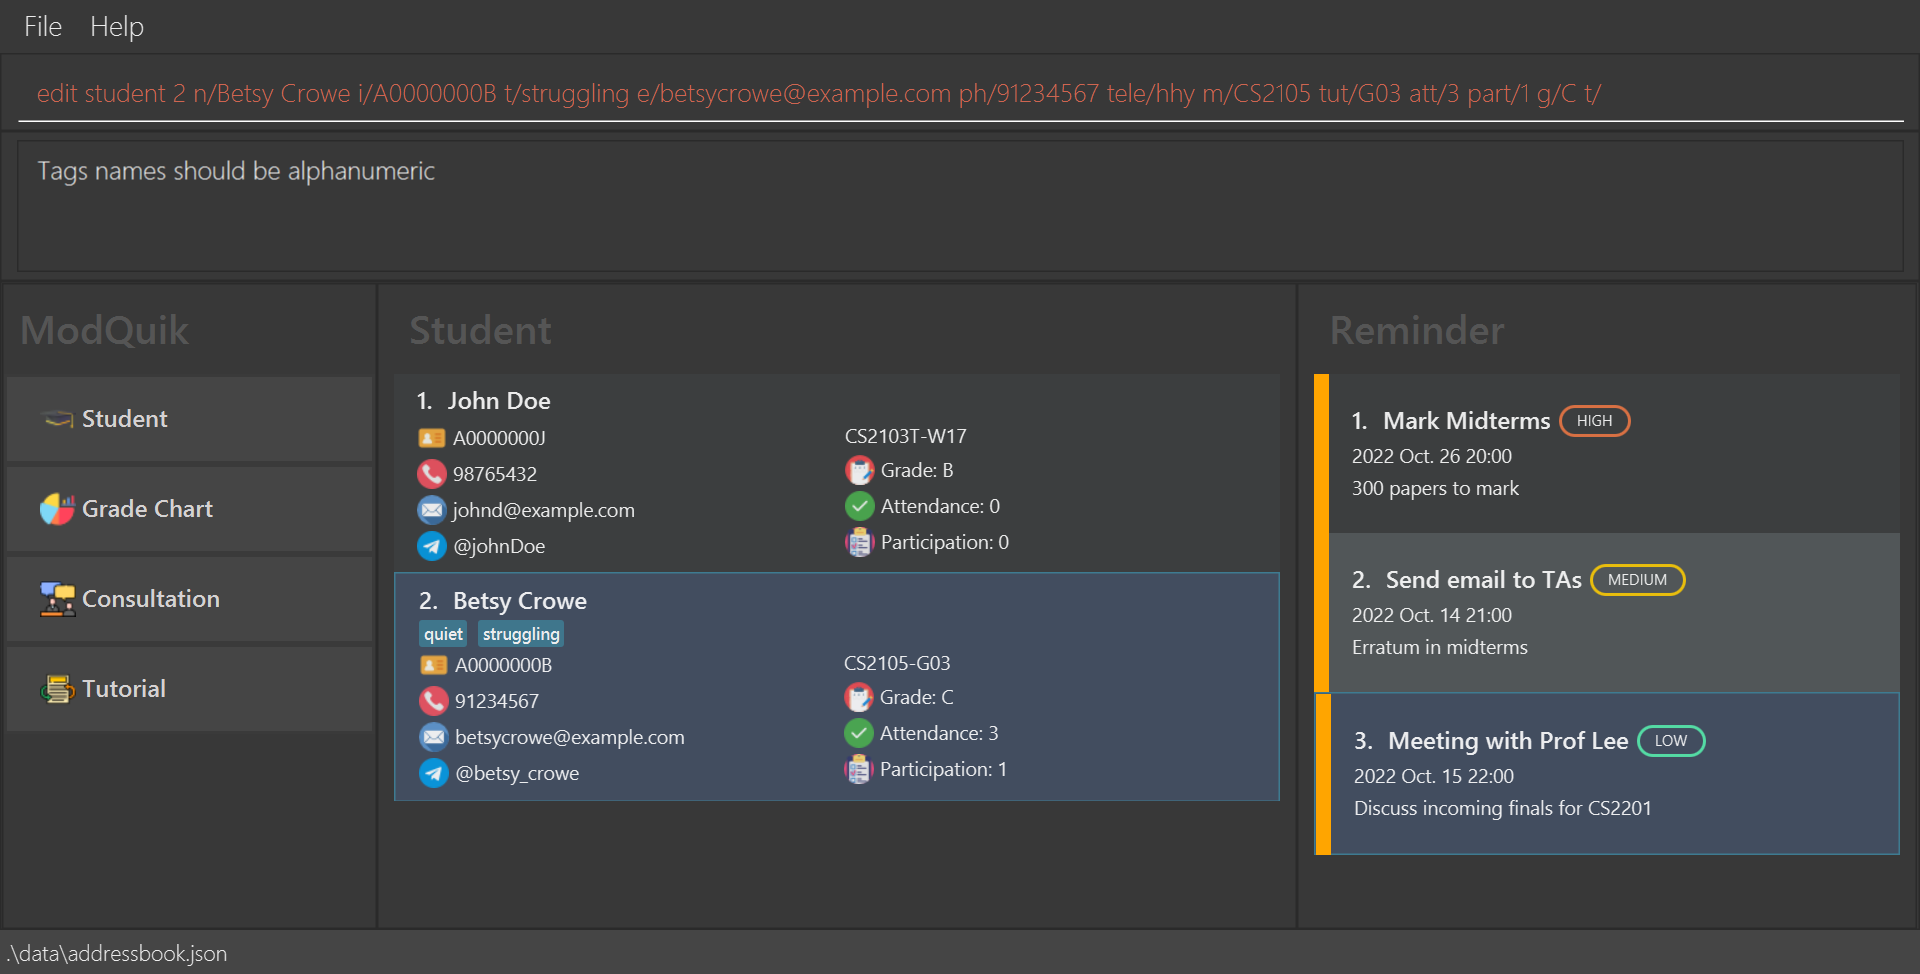 File Help
edit student 2 n/Betsy Crowe i/A0000000B t/struggling e/betsycrowe@example.com ph/91234567 tele/hhy m/CS2105 tut/G03 att/3 part/1 g/C t/
Tags names should be alphanumeric
ModQuik
Student
Grade Chart
Consultation
Tutorial
Student
1. John Doe
A0000000J
98765432
johnd@example.com
@johnDoe
CS2103T-W17
Grade: B
Attendance: 0
Participation: 0
2. Betsy Crowe
quiet struggling
A0000000B
91234567
betsycrowe@example.com
@betsy_crowe
CS2105-G03
Grade: C
Attendance: 3
Participation: 1
Reminder
1. Mark Midterms HIGH
2022 Oct. 26 20:00
300 papers to mark
2. Send email to TAs MEDIUM
2022 Oct. 14 21:00
Erratum in midterms
3. Meeting with Prof Lee LOW
2022 Oct. 15 22:00
Discuss incoming finals for CS2201
.\data\addressbook.json